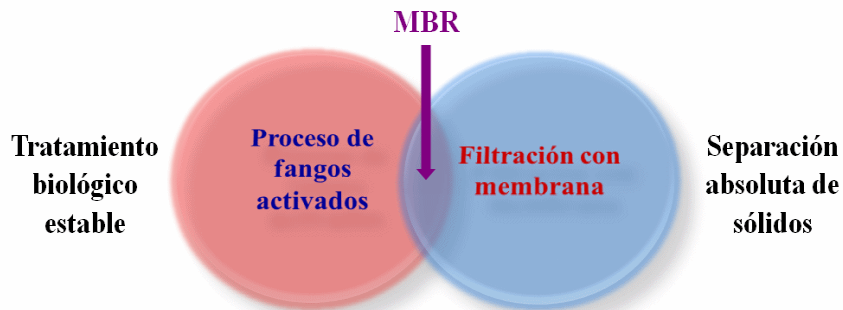 MBR
Tratamiento
biológico
estable
Proceso de
fangos
activados
Filtración con
membrana
Separación
absoluta de
sólidos